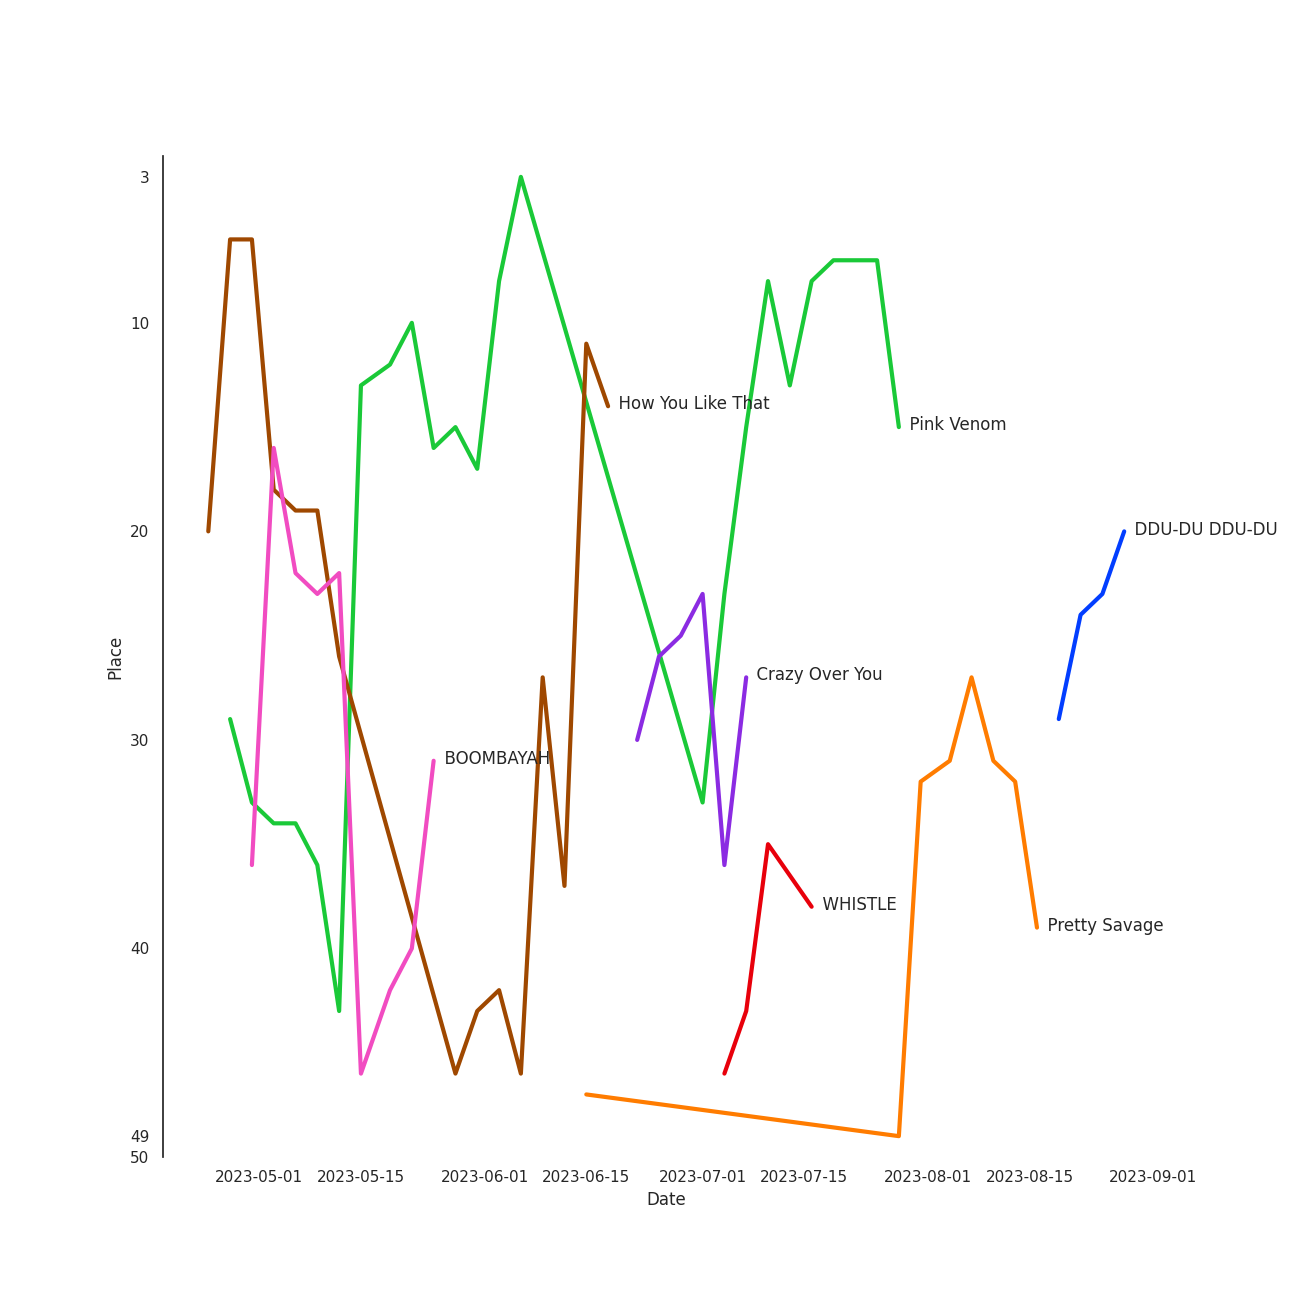 3
10
How You Like That
Pink Venom
20
DDU-DU DDU-DU
Place
Crazy Over You
30
BOOMBAYAH
WHISTLE
Pretty Savage
40
49
50
2023-05-01 2023-05-15 2023-06-01 2023-06-15 2023-07-01 2023-07-15 2023-08-01 2023-08-15 2023-09-01
Date